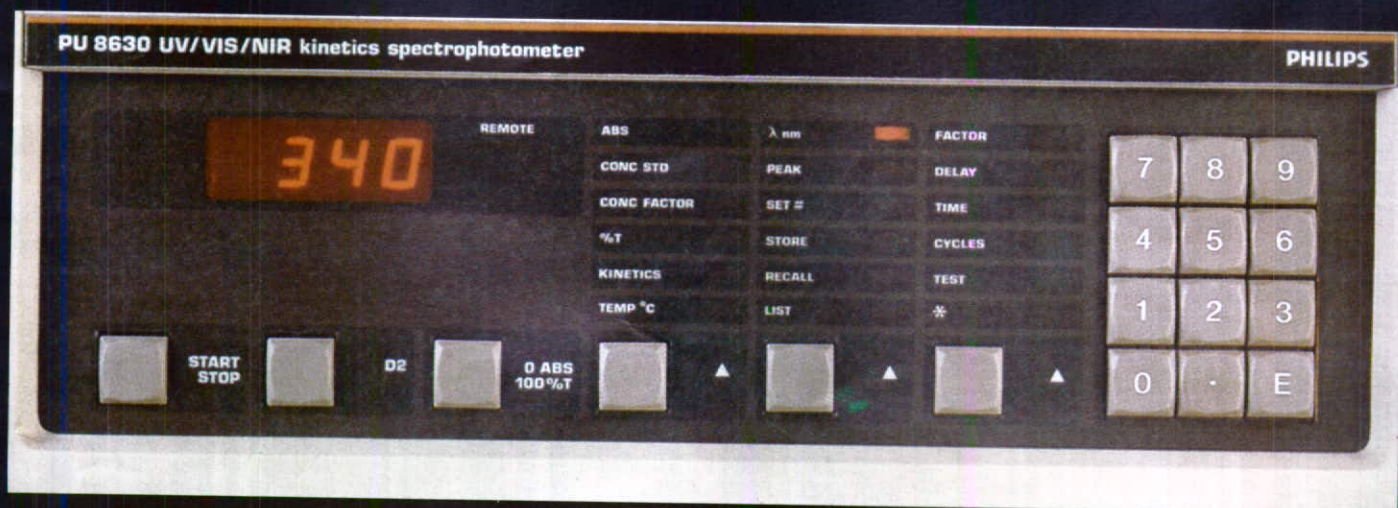 PU 8630 UV/VIS/NIR kinetics spectrophotometer
PHILIPS
340
REMOTE
ABS
CONC STD
CONC FACTOR
%T
KINETICS
TEMP °C
λ nm
PEAK
SET #
STORE
RECALL
LIST
FACTOR
DELAY
TIME
CYCLES
TEST
*
START
STOP
D2
0 ABS
100%T
▲ ▲ ▲
7 8 9
4 5 6
1 2 3
0 · E